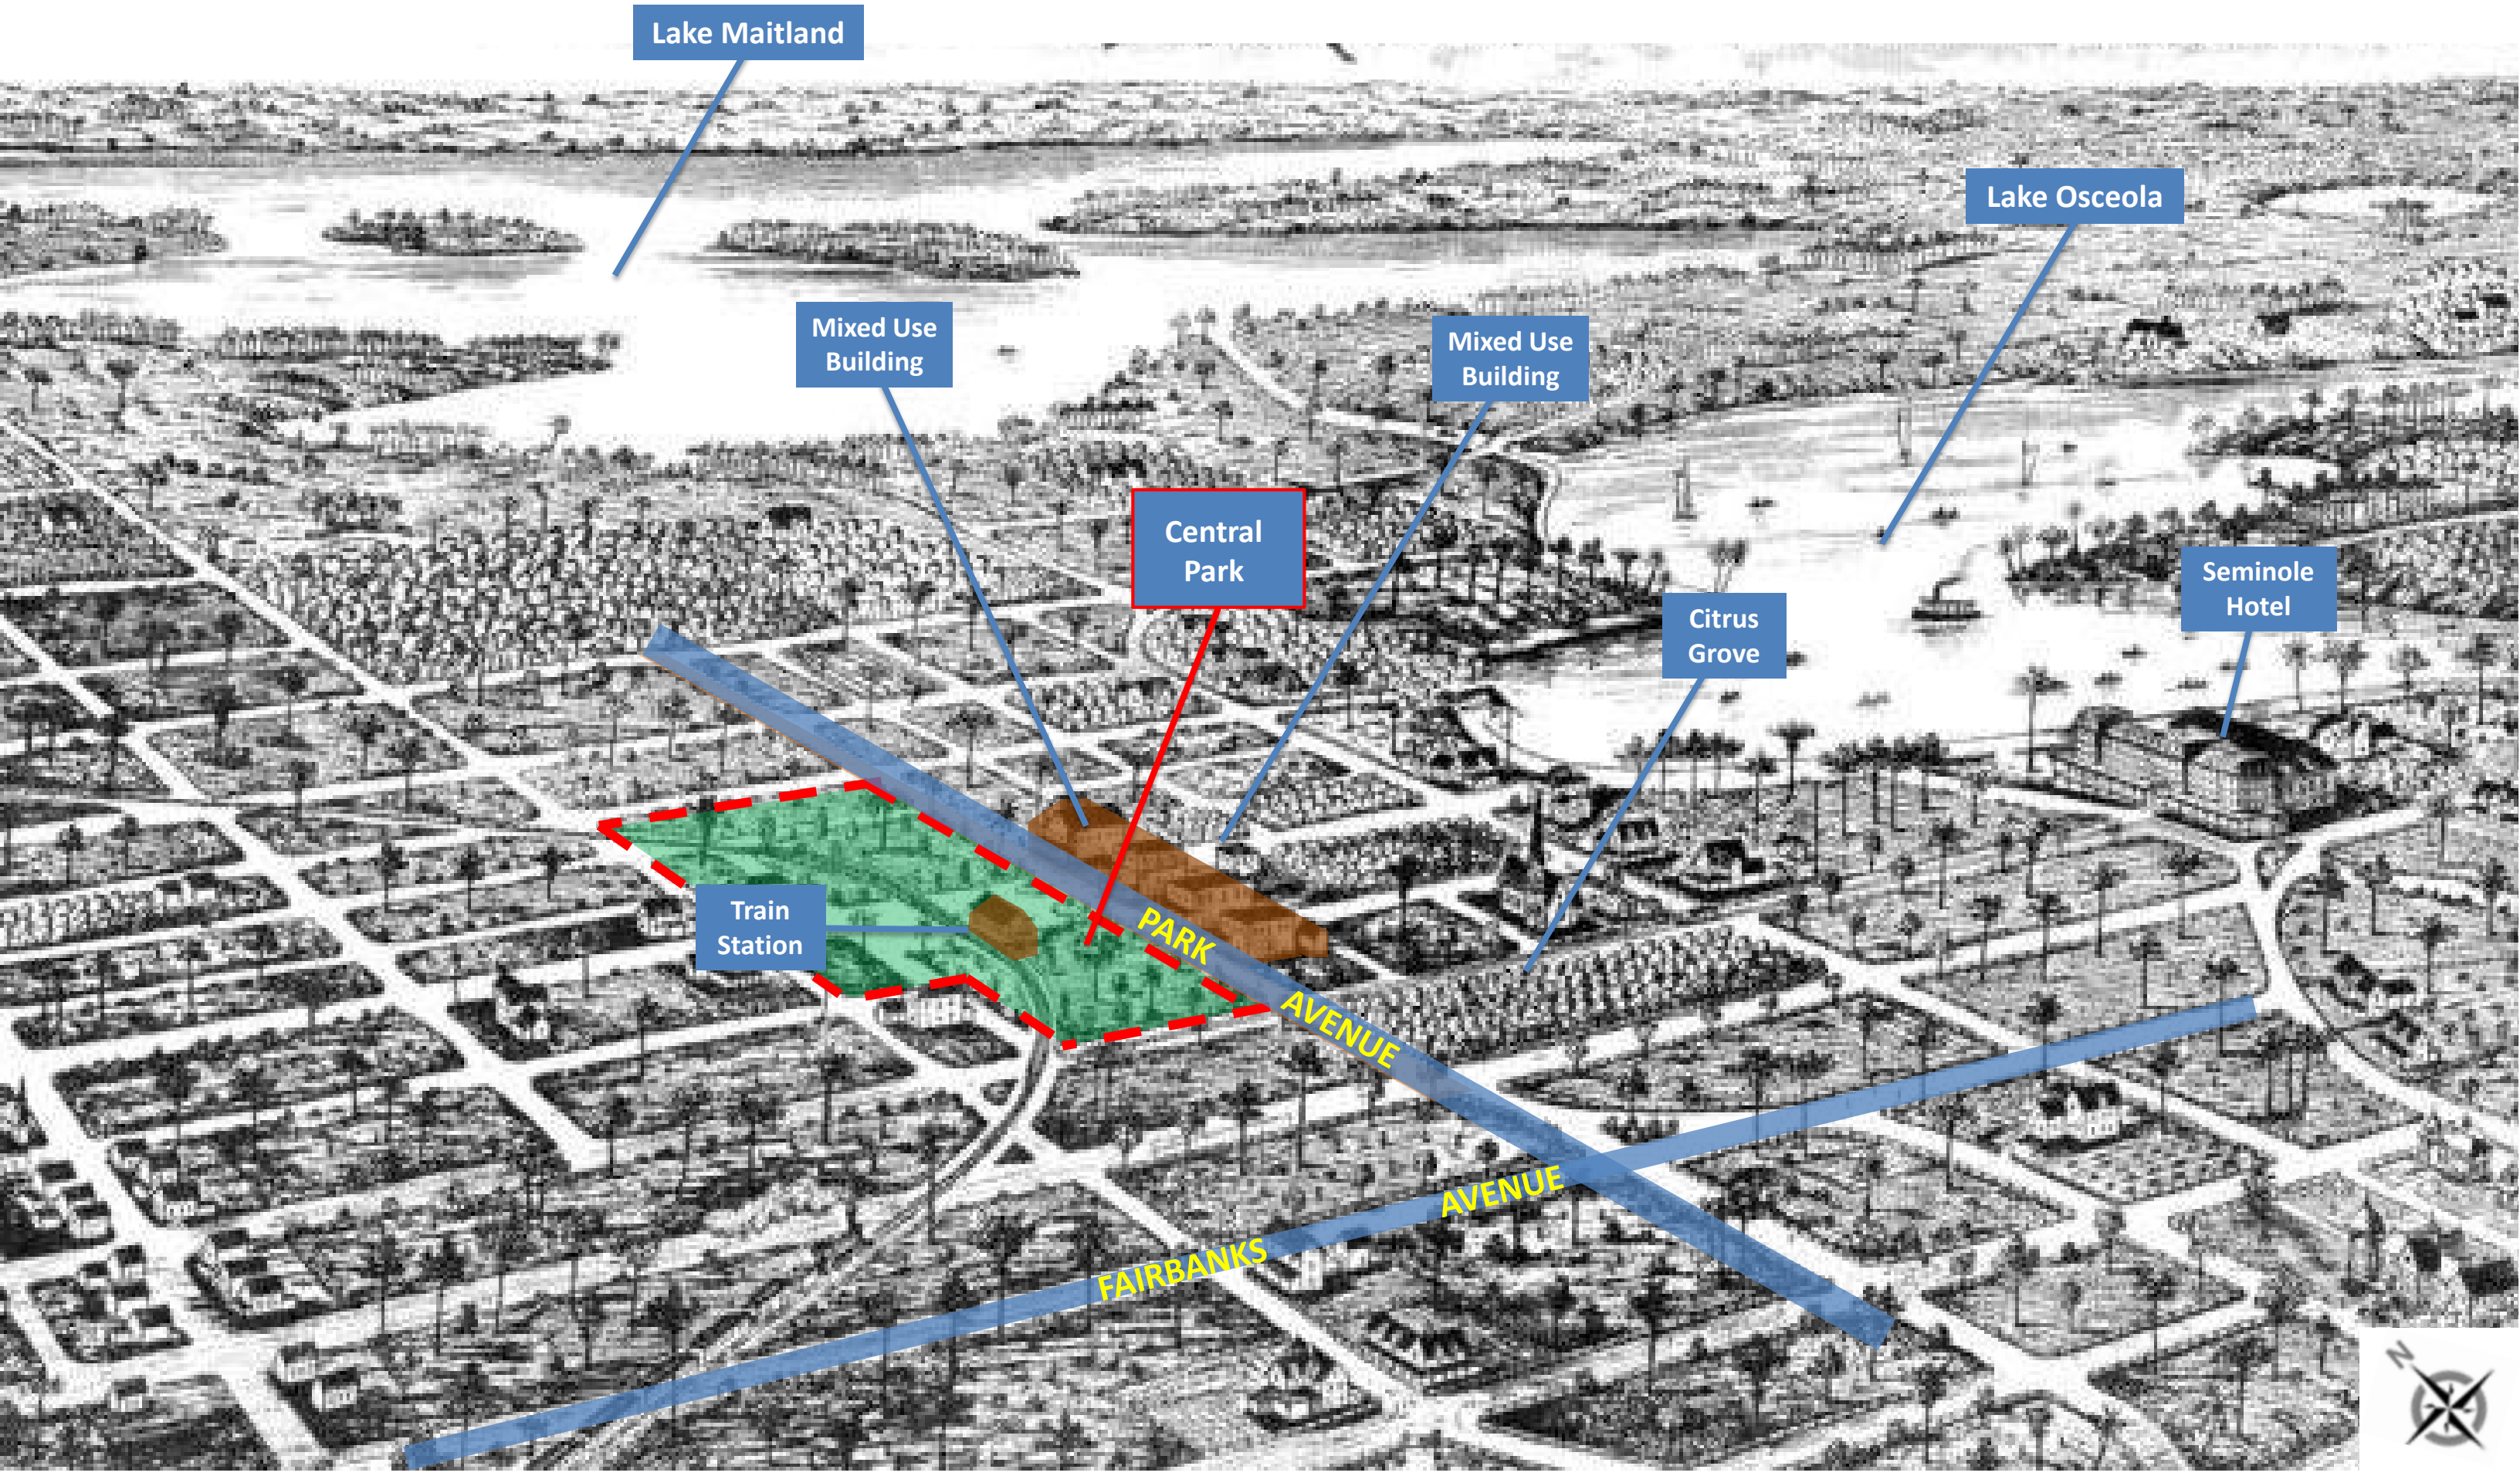 Lake Maitland
Lake Osceola
Mixed Use
Building
Mixed Use
Building
Central
Park
Seminole
Hotel
Citrus
Grove
Train
Station
PARK
AVENUE
FAIRBANKS
AVENUE
N